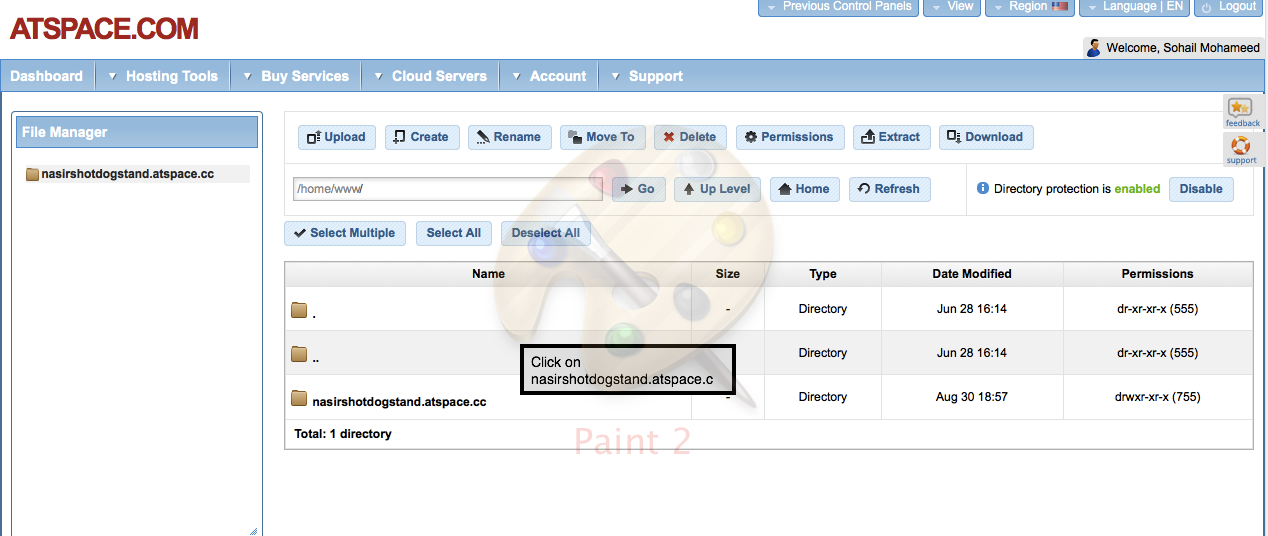 Previous Control Panels View Region Language | EN Logout
ATSPACE.COM
Welcome, Sohail Mohameed
Dashboard Hosting Tools Buy Services Cloud Servers Account Support
feedback
support
File Manager
nasirshotdogstand.atspace.cc
Upload Create Rename Move To Delete Permissions Extract Download
/home/www/ Go Up Level Home Refresh Directory protection is enabled Disable
Select Multiple Select All Deselect All
Name Size Type Date Modified Permissions
. - Directory Jun 28 16:14 dr-xr-xr-x (555)
.. Directory Jun 28 16:14 dr-xr-xr-x (555)
Click on
nasirshotdogstand.atspace.c
nasirshotdogstand.atspace.cc - Directory Aug 30 18:57 drwxr-xr-x (755)
Total: 1 directory
Paint 2